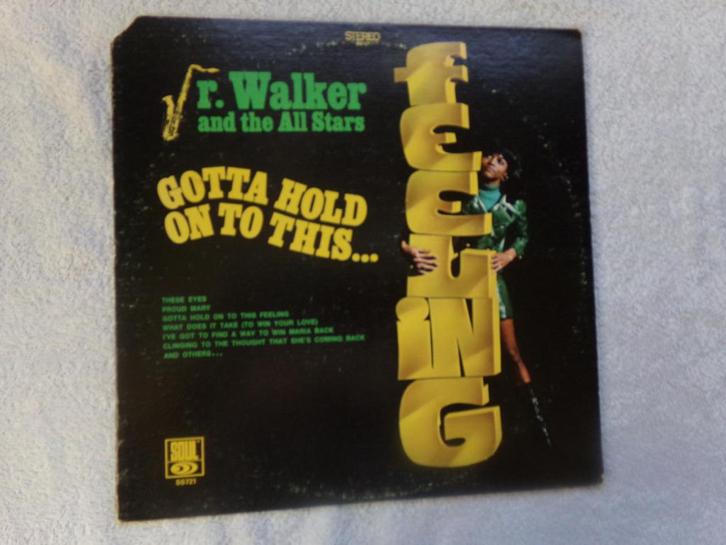 STEREO
Jr. Walker
and the All Stars
GOTTA HOLD
ON TO THIS...
FEELING
THESE EYES
PROUD MARY
GOTTA HOLD ON TO THIS FEELING
WHAT DOES IT TAKE (TO WIN YOUR LOVE)
I'VE GOT TO FIND A WAY TO WIN MARIA BACK
CLINGING TO THE THOUGHT THAT SHE'S COMING BACK
AND OTHERS...
SOUL
SS721